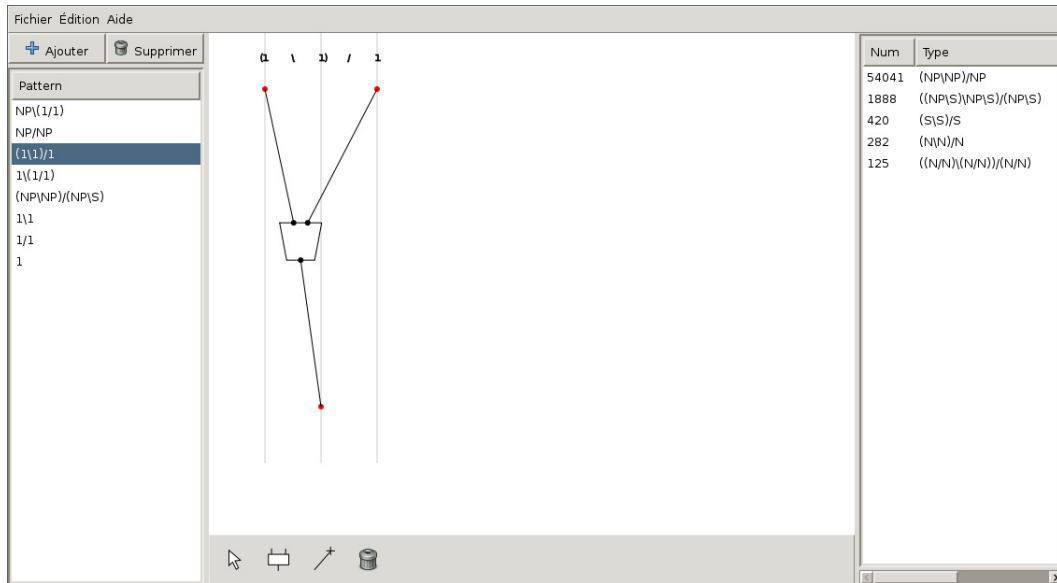 Fichier Édition Aide
Ajouter Supprimer
Pattern
NP\(1/1)
NP/NP
(1\1)/1
1\(1/1)
(NP\NP)/(NP\S)
1\1
1/1
1
(1 \ 1) / 1
Num Type
54041 (NP\NP)/NP
1888 ((NP\S)\NP\S)/(NP\S)
420 (S\S)/S
282 (N\N)/N
125 ((N/N)\(N/N))/(N/N)